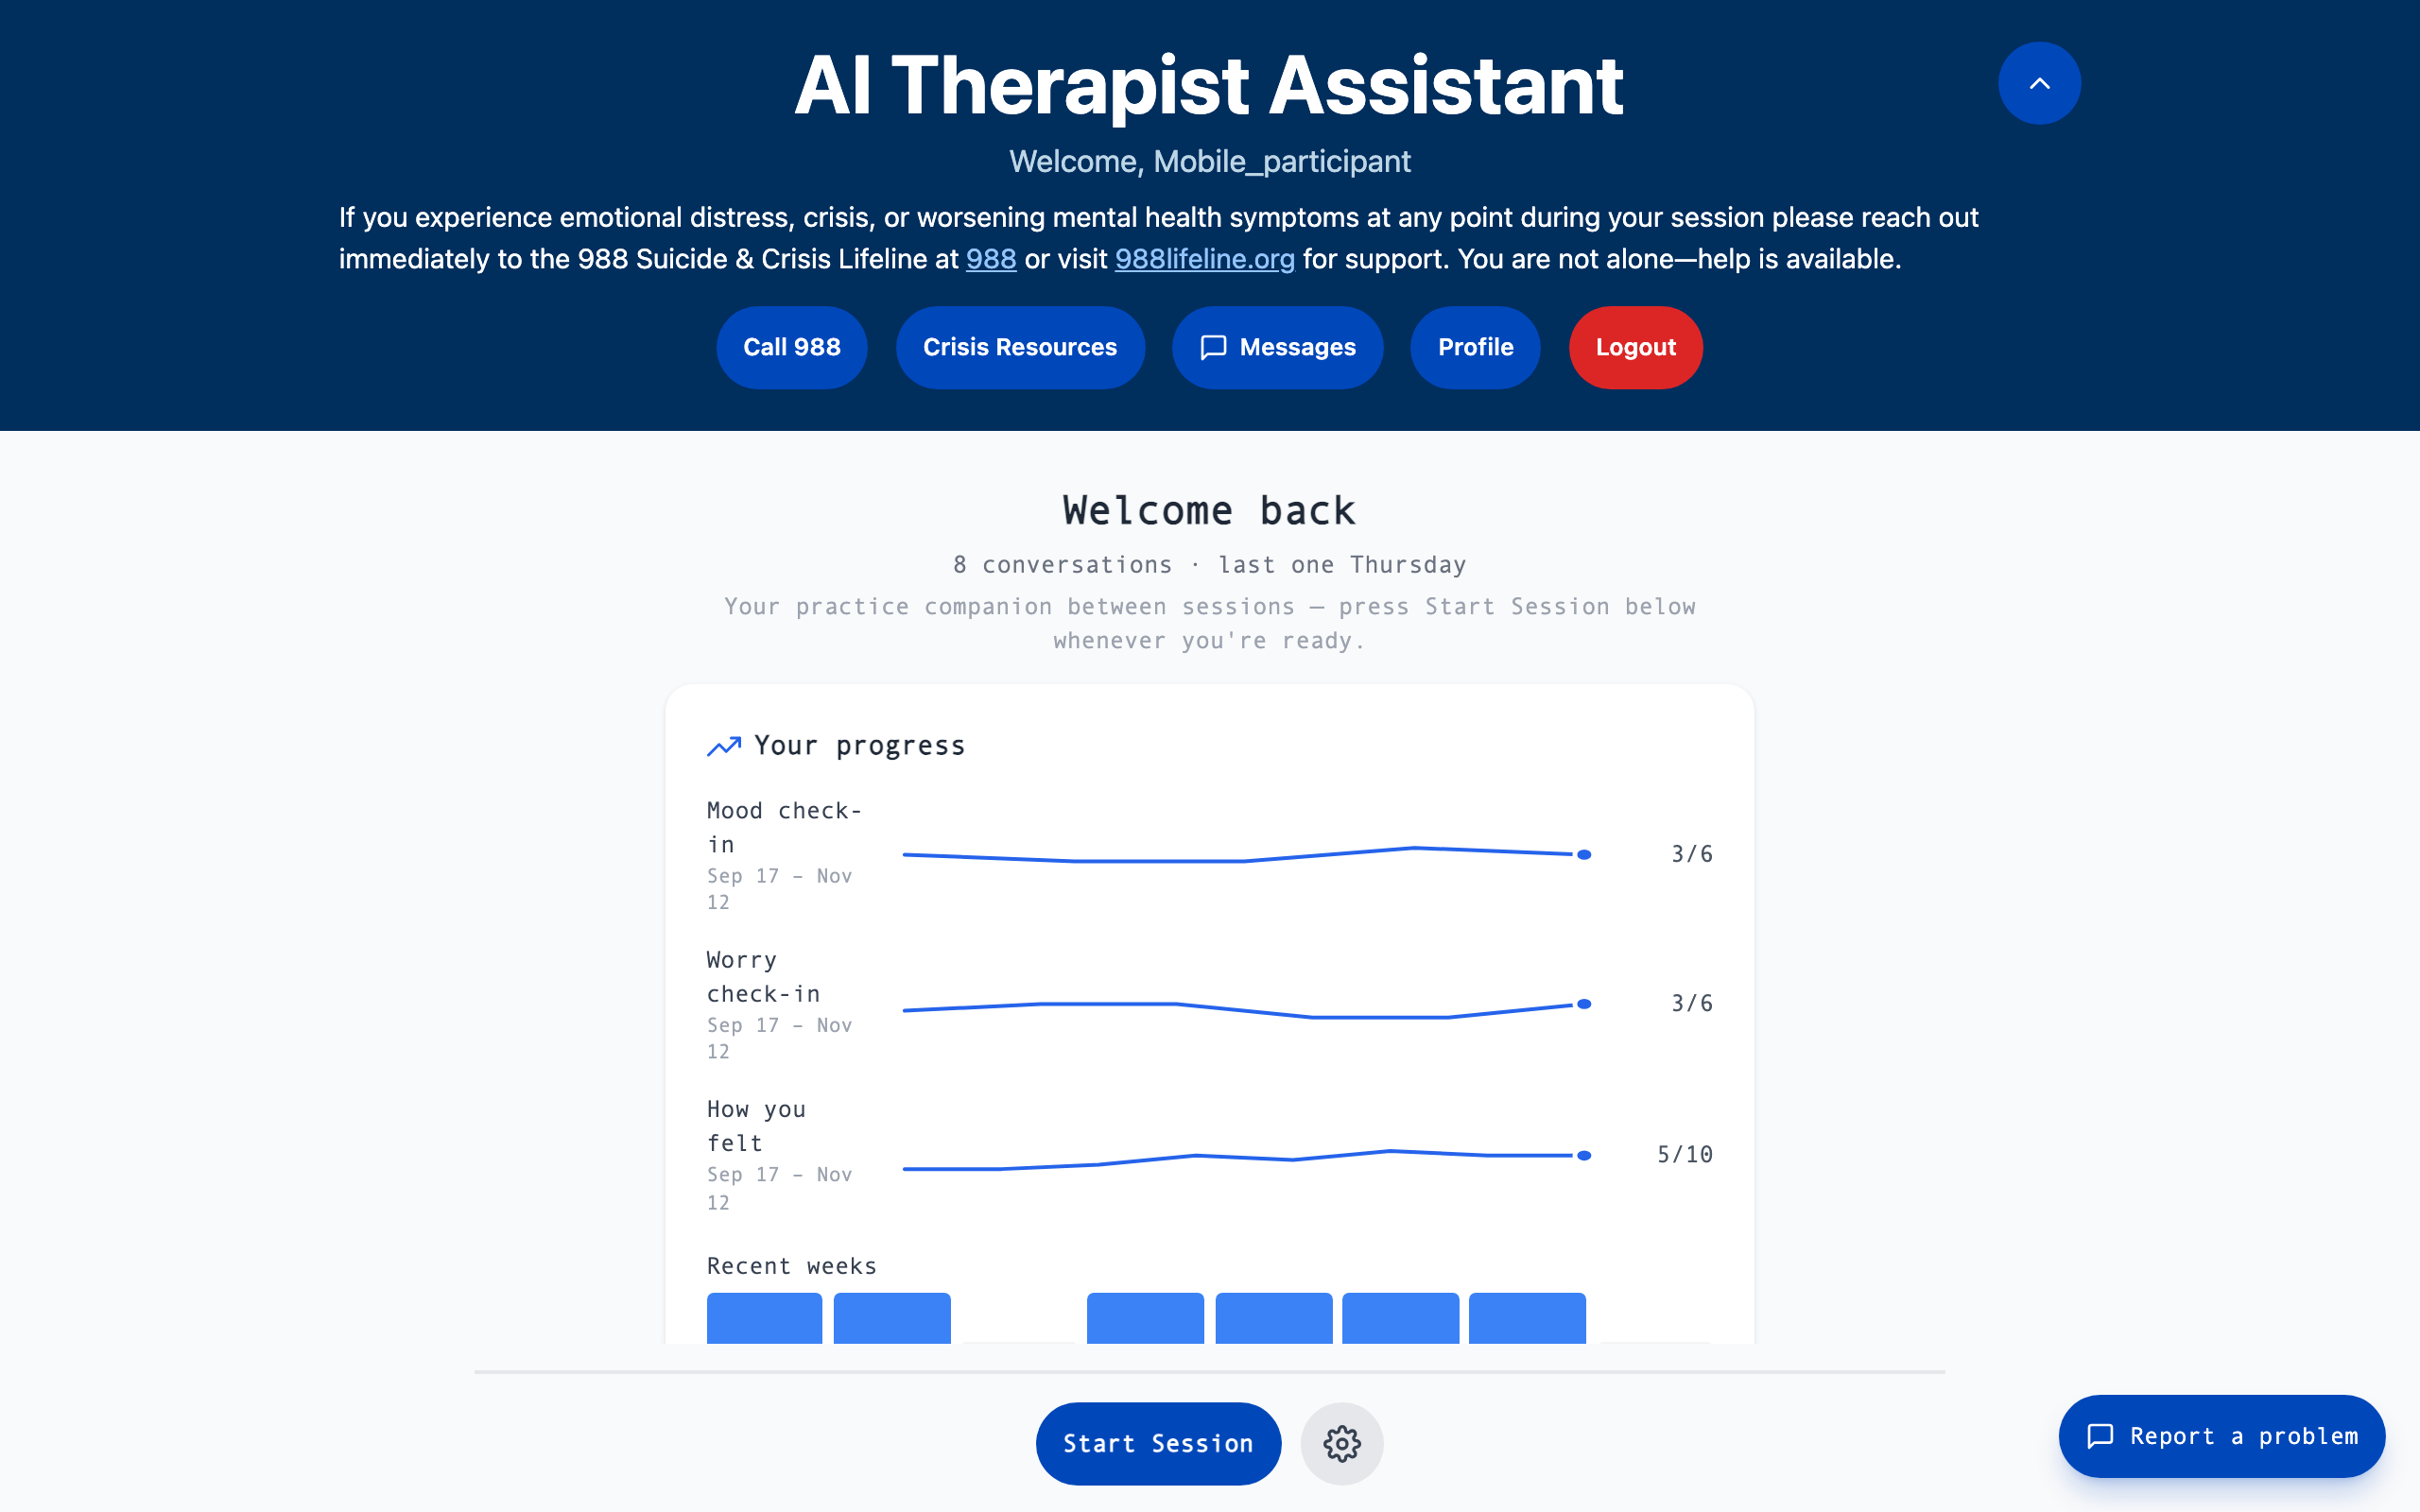 AI Therapist Assistant
Welcome, Mobile_participant
If you experience emotional distress, crisis, or worsening mental health symptoms at any point during your session please reach out
immediately to the 988 Suicide & Crisis Lifeline at 988 or visit 988lifeline.org for support. You are not alone—help is available.
Call 988
Crisis Resources
Messages
Profile
Logout
Welcome back
8 conversations · last one Thursday
Your practice companion between sessions — press Start Session below
whenever you're ready.
Your progress
Mood check-
in
Sep 17 – Nov
12
3/6
Worry
check-in
Sep 17 – Nov
12
3/6
How you
felt
Sep 17 – Nov
12
5/10
Recent weeks
Start Session
Report a problem